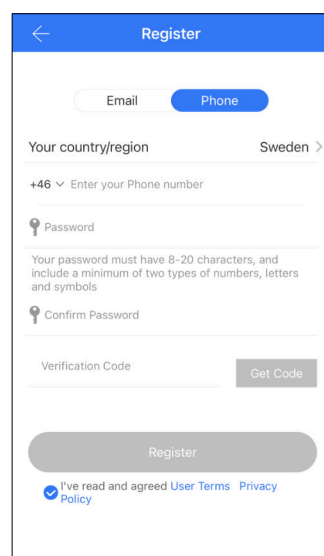 Register
Email Phone
Your country/region Sweden
+46 Enter your Phone number
Password
Your password must have 8-20 characters, and
include a minimum of two types of numbers, letters
and symbols
Confirm Password
Verification Code Get Code
Register
I've read and agreed User Terms Privacy
Policy